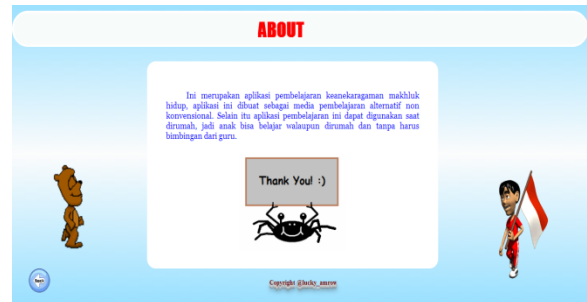 ABOUT
Ini merupakan aplikasi pembelajaran keanekaragaman makhluk
hidup, aplikasi ini dibuat sebagai media pembelajaran alternatif non
konvensional. Selain itu aplikasi pembelajaran ini dapat digunakan saat
dirumah, jadi anak bisa belajar walaupun dirumah dan tanpa harus
bimbingan dari guru.
Thank You! :)
Copyright @lucky_amrow